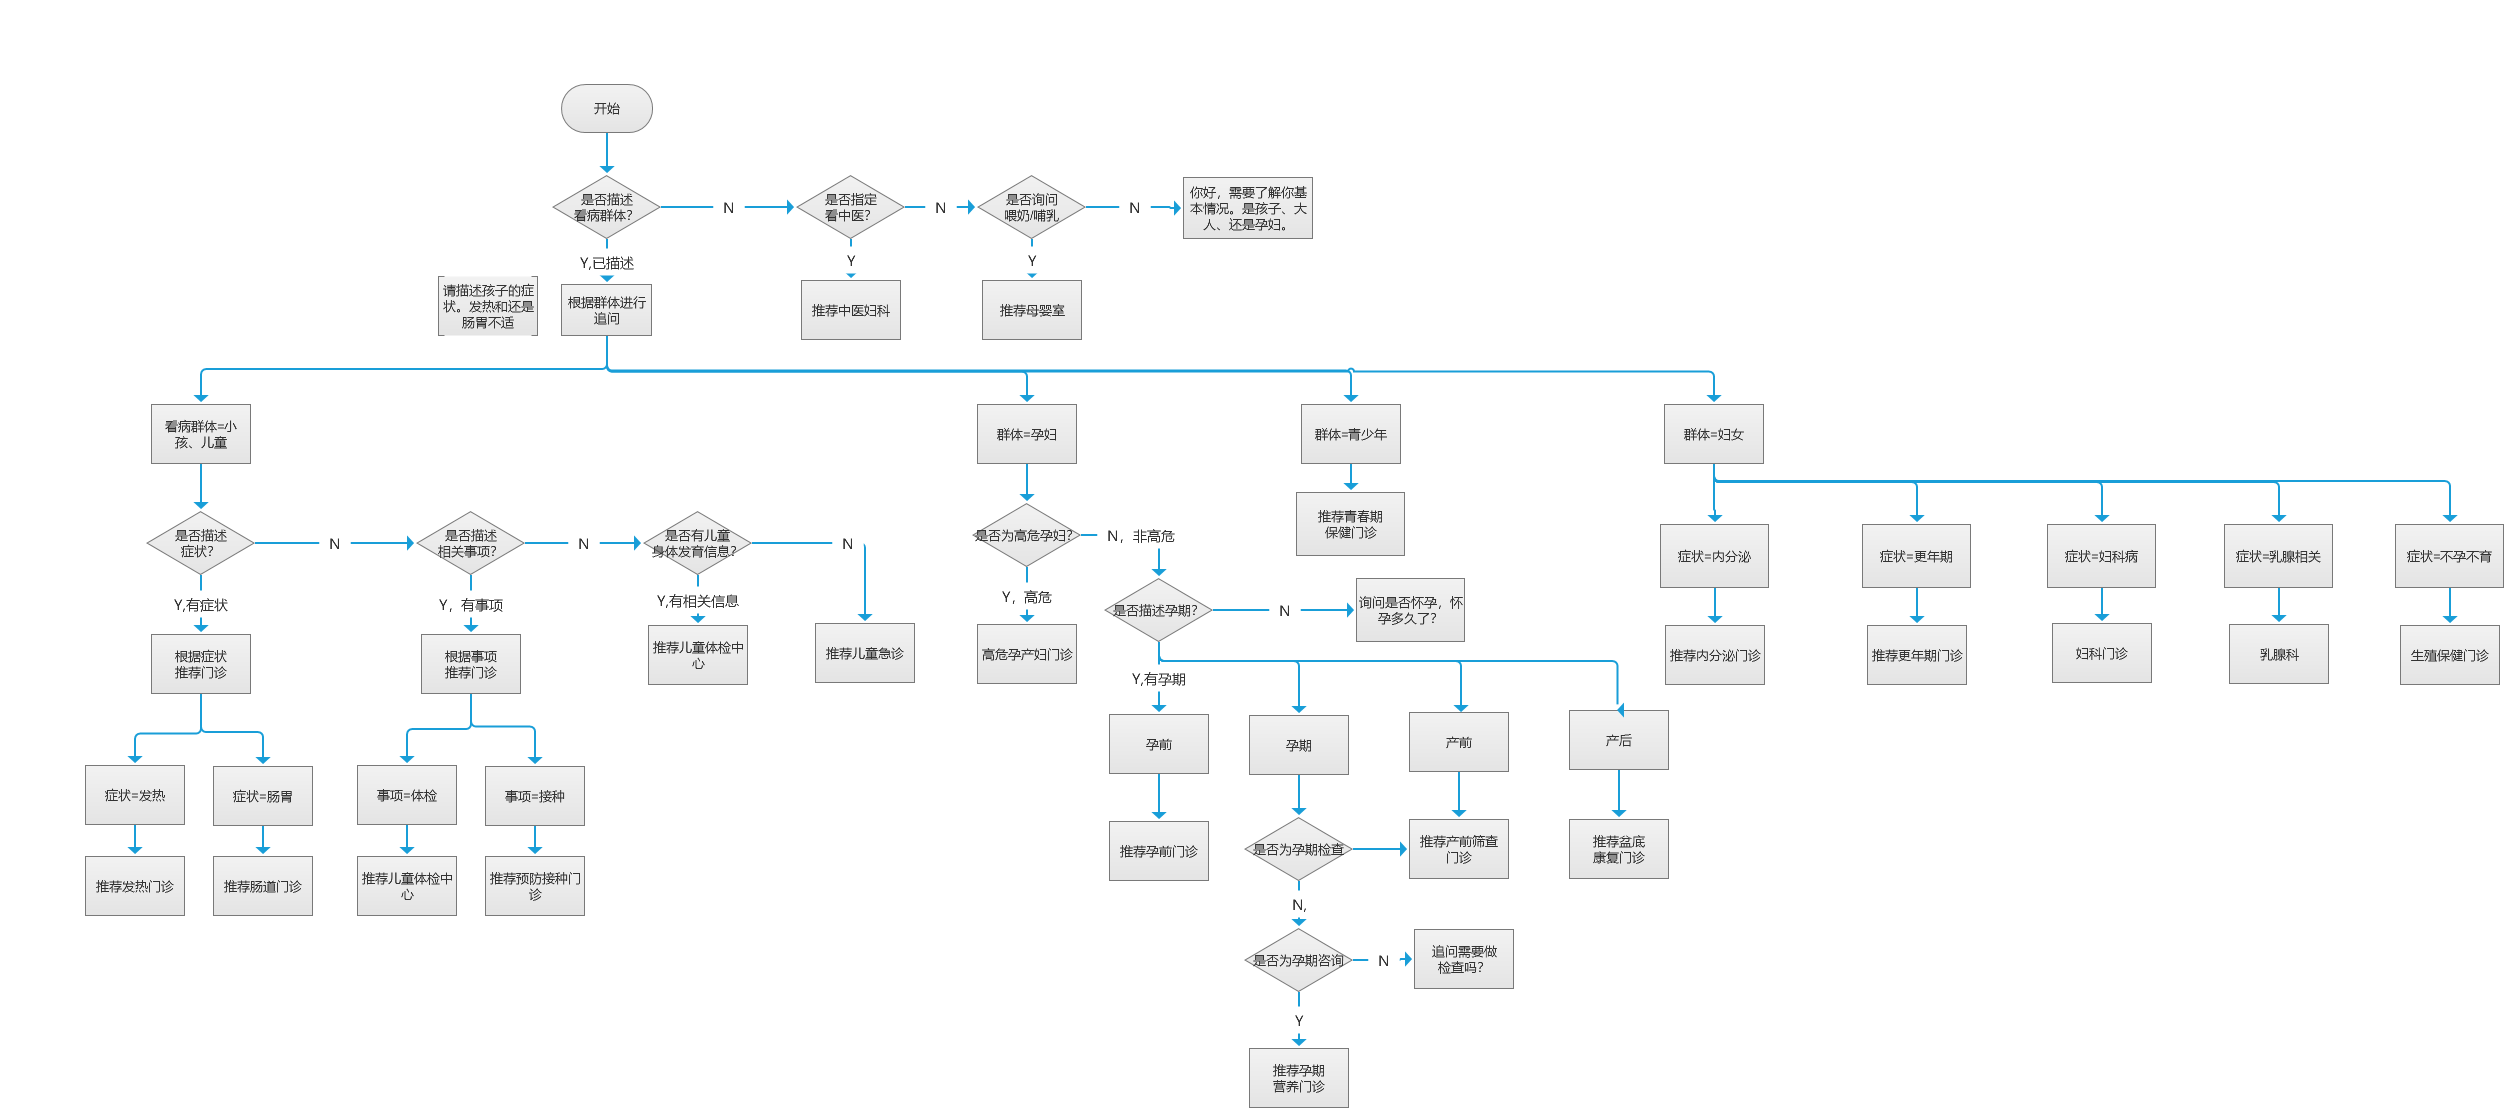 开始
是否描述
看病群体?
N
是否指定
看中医?
N
是否询问
喂奶/哺乳
N
你好，需要了解你基
本情况。是孩子、大
人、还是孕妇。
Y,已描述
Y
Y
请描述孩子的症
状。发热和还是
肠胃不适
根据群体进行
追问
推荐中医妇科
推荐母婴室
看病群体=小
孩、儿童
群体=孕妇
群体=青少年
群体=妇女
是否描述
症状?
N
是否描述
相关事项?
N
是否有儿童
身体发育信息?
N
是否为高危孕妇?
N，非高危
推荐青春期
保健门诊
症状=内分泌
症状=更年期
症状=妇科病
症状=乳腺相关
症状=不孕不育
Y,有症状
Y，有事项
Y,有相关信息
Y，高危
是否描述孕期?
N
询问是否怀孕，怀
孕多久了?
根据症状
推荐门诊
根据事项
推荐门诊
推荐儿童体检中
心
推荐儿童急诊
高危孕产妇门诊
推荐内分泌门诊
推荐更年期门诊
妇科门诊
乳腺科
生殖保健门诊
Y,有孕期
孕前
孕期
产前
产后
症状=发热
症状=肠胃
事项=体检
事项=接种
推荐孕前门诊
是否为孕期检查
推荐产前筛查
门诊
推荐盆底
康复门诊
推荐发热门诊
推荐肠道门诊
推荐儿童体检中
心
推荐预防接种门
诊
N,
是否为孕期咨询
N
追问需要做
检查吗?
Y
推荐孕期
营养门诊